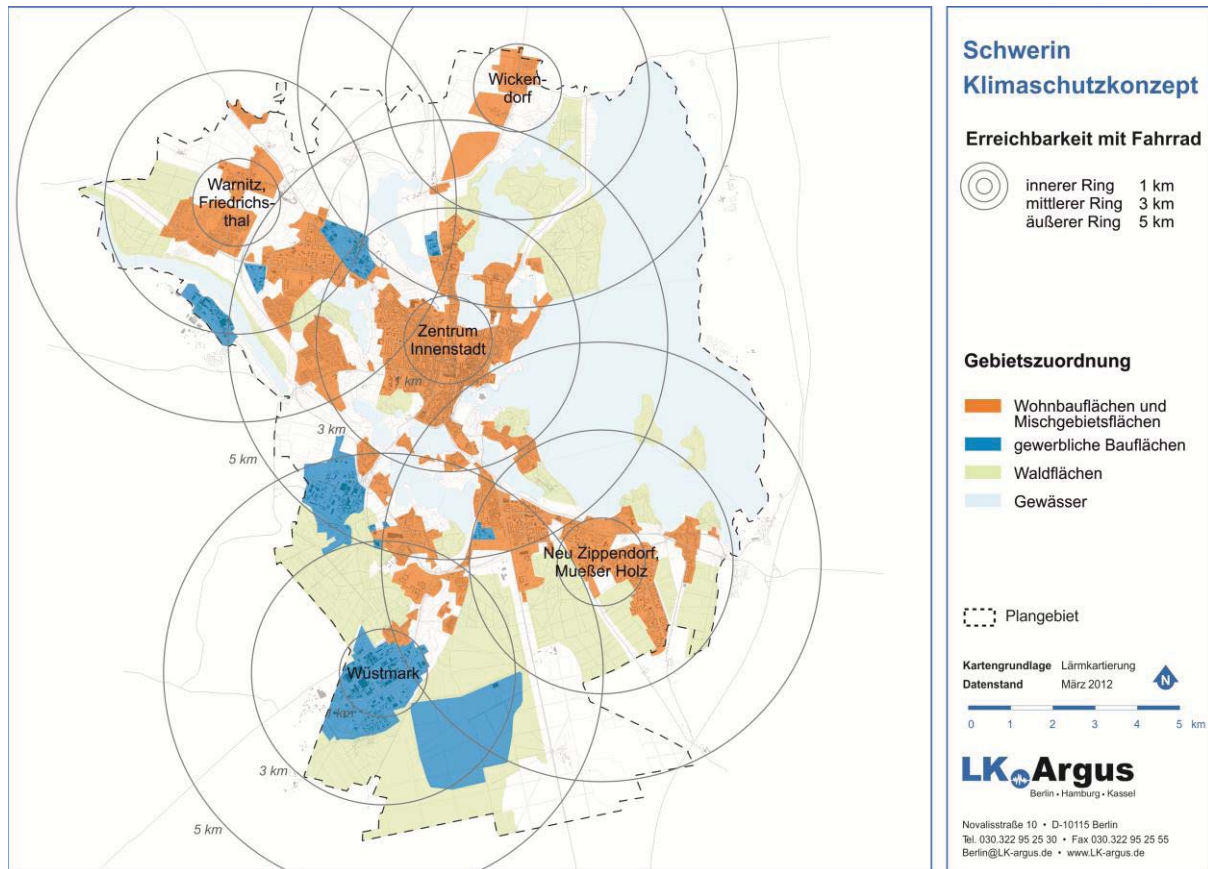 Wicken-
dorf
Warnitz,
Friedrichs-
thal
Zentrum
Innenstadt
1 km
3 km
5 km
Neu Zippendorf,
Mueßer Holz
Wüstmark
1 km
3 km
5 km
Schwerin
Klimaschutzkonzept
Erreichbarkeit mit Fahrrad
innerer Ring 1 km
mittlerer Ring 3 km
äußerer Ring 5 km
Gebietszuordnung
Wohnbauflächen und
Mischgebietsflächen
gewerbliche Bauflächen
Waldflächen
Gewässer
Plangebiet
Kartengrundlage Lärmkartierung
Datenstand März 2012
N
0 1 2 3 4 5 km
LK Argus
Berlin • Hamburg • Kassel
Novalisstraße 10 • D-10115 Berlin
Tel. 030.322 95 25 30 • Fax 030.322 95 25 55
Berlin@LK-argus.de • www.LK-argus.de